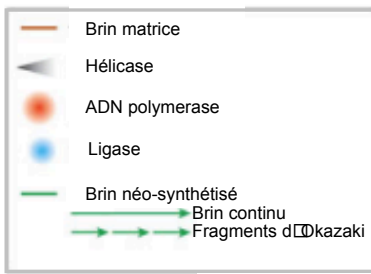 Brin matrice
Hélicase
ADN polymerase
Ligase
Brin néo-synthétisé
Brin continu
Fragments d□Okazaki